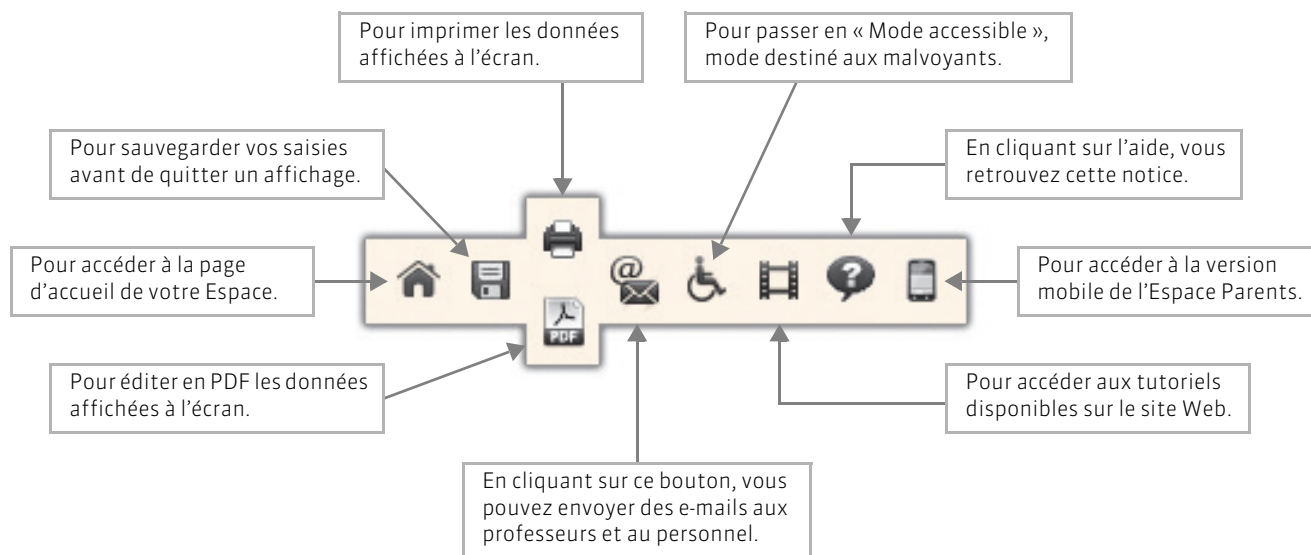 Pour imprimer les données
affichées à l’écran.
Pour passer en « Mode accessible »,
mode destiné aux malvoyants.
Pour sauvegarder vos saisies
avant de quitter un affichage.
En cliquant sur l’aide, vous
retrouvez cette notice.
Pour accéder à la page
d’accueil de votre Espace.
@
?
PDF
Pour accéder à la version
mobile de l’Espace Parents.
Pour éditer en PDF les données
affichées à l’écran.
Pour accéder aux tutoriels
disponibles sur le site Web.
En cliquant sur ce bouton, vous
pouvez envoyer des e-mails aux
professeurs et au personnel.